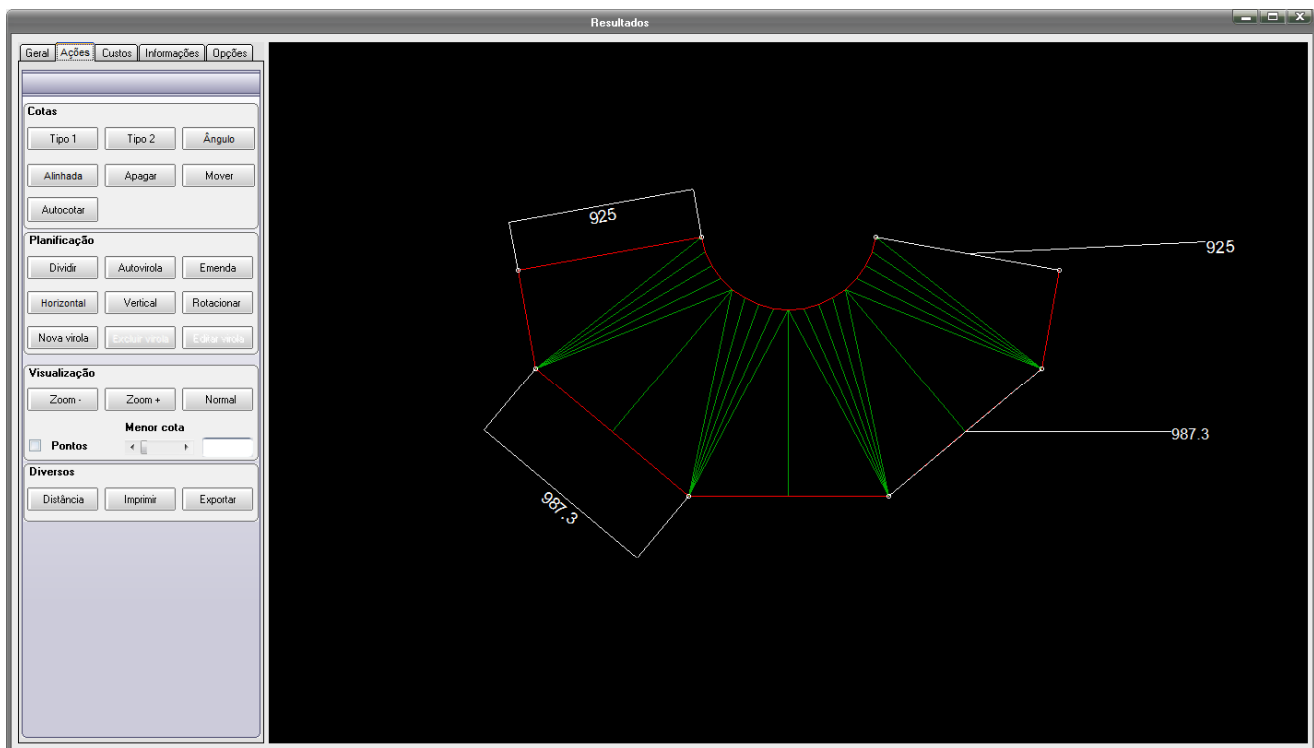 Resultados
Geral Ações Custos Informações Opções
Cotas
Tipo 1 Tipo 2 Ângulo
Alinhada Apagar Mover
Autocotar
Planificação
Dividir Autovirola Emenda
Horizontal Vertical Rotacionar
Nova virola Excluir virola Editar virola
Visualização
Zoom - Zoom + Normal
Menor cota
Pontos
Diversos
Distância Imprimir Exportar
925
925
987.3
987.3